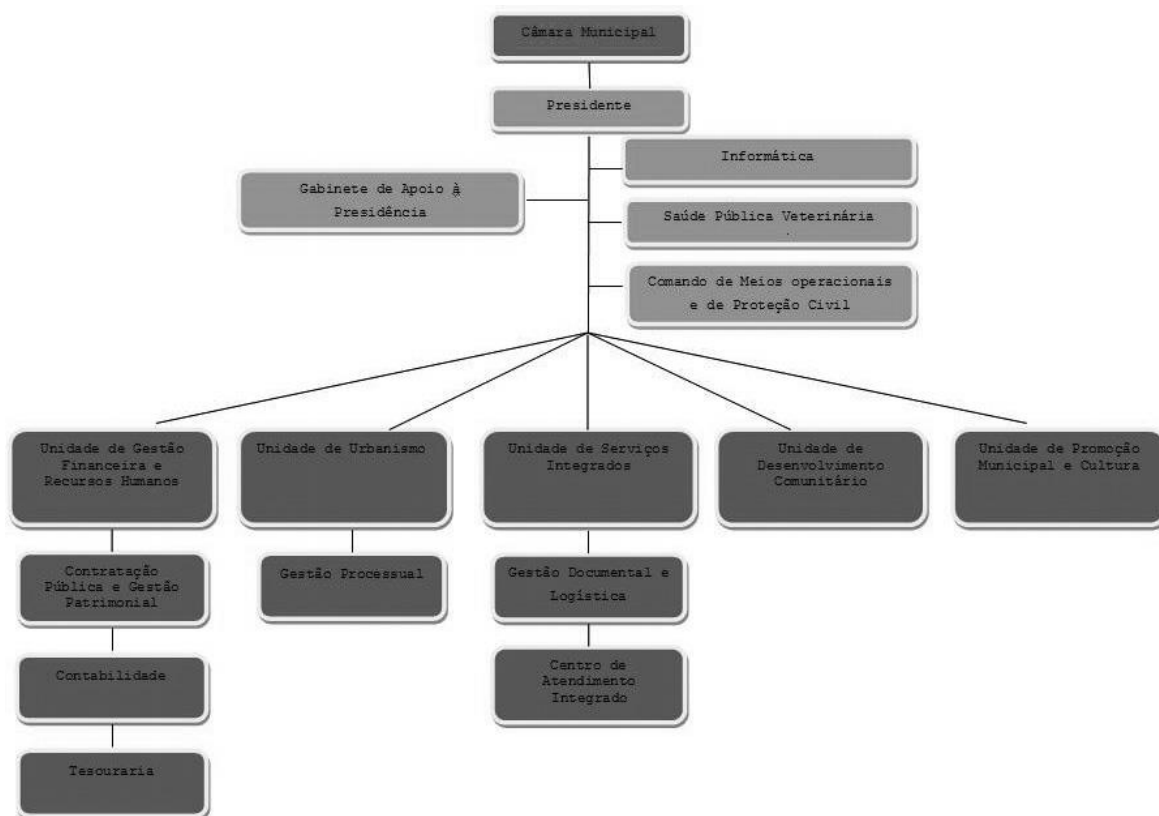 Câmara Municipal
Presidente
Informática
Gabinete de Apoio à
Presidência
Saúde Pública Veterinária
.
Comando de Meios operacionais
e de Proteção Civil
Unidade de Gestão
Financeira e
Recursos Humanos
Unidade de Urbanismo
Unidade de Serviços
Integrados
Unidade de
Desenvolvimento
Comunitário
Unidade de Promoção
Municipal e Cultura
Contratação
Pública e Gestão
Patrimonial
Gestão Processual
Gestão Documental e
Logística
Contabilidade
Centro de
Atendimento
Integrado
Tesouraria